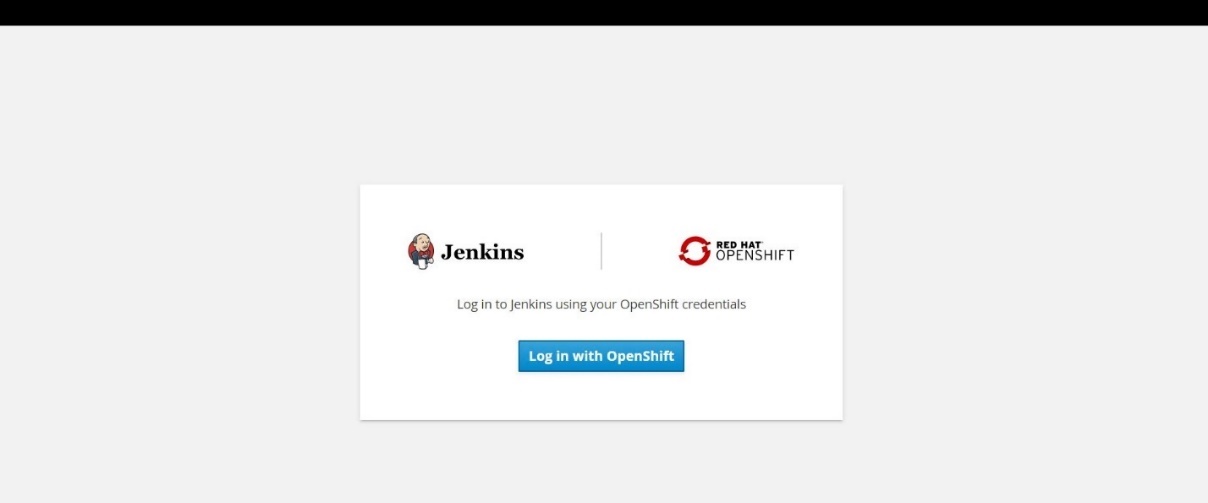 Jenkins
RED HAT
OPENSHIFT
Log in to Jenkins using your OpenShift credentials
Log in with OpenShift